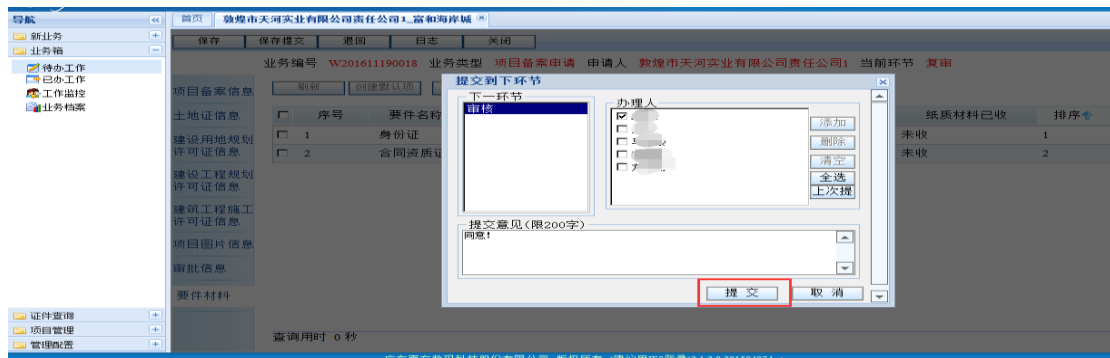 导航
首页 敦煌市天河实业有限公司责任公司1_富和海岸城
新业务
业务箱
待办工作
已办工作
工作监控
业务档案
证件查询
项目管理
管理配置
保存 保存提交 退回 日志 关闭
业务编号 W201611190018 业务类型 项目备案申请 申请人 敦煌市天河实业有限公司责任公司1 当前环节 复审
项目备案信息
土地证信息
建设用地规划
许可证信息
建设工程规划
许可证信息
建筑工程施工
许可证信息
项目图片信息
审批信息
要件材料
刷新 创建默认项
序号 要件名称 纸质材料已收 排序
1 身份证 未收 1
2 合同资质证 未收 2
提交到下环节
下一环节
审核
办理人
添加
删除
清空
全选
上次提
提交意见(限200字)
同意!
提 交 取 消
查询用时 0 秒